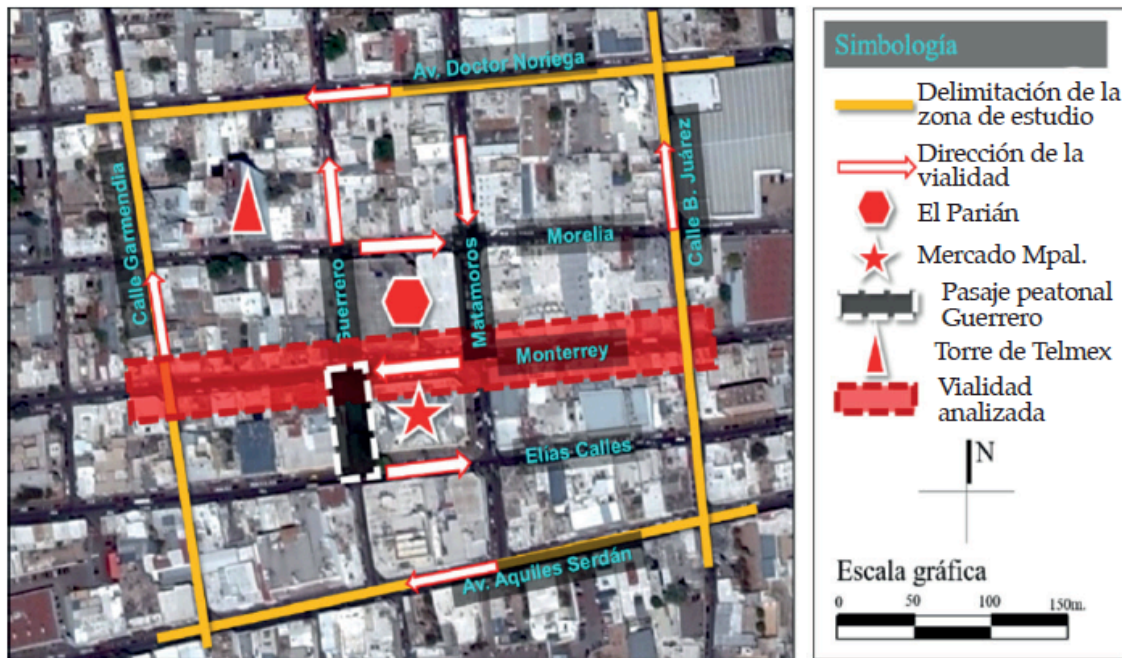 Av. Doctor Noriega
Calle Garmendia
Guerrero
Matamoros
Calle B. Juárez
Morelia
Monterrey
Elías Calles
Av. Aquiles Serdán
Simbología
Delimitación de la
zona de estudio
Dirección de la
vialidad
El Parián
Mercado Mpal.
Pasaje peatonal
Guerrero
Torre de Telmex
Vialidad
analizada
N
Escala gráfica
0 50 100 150m.